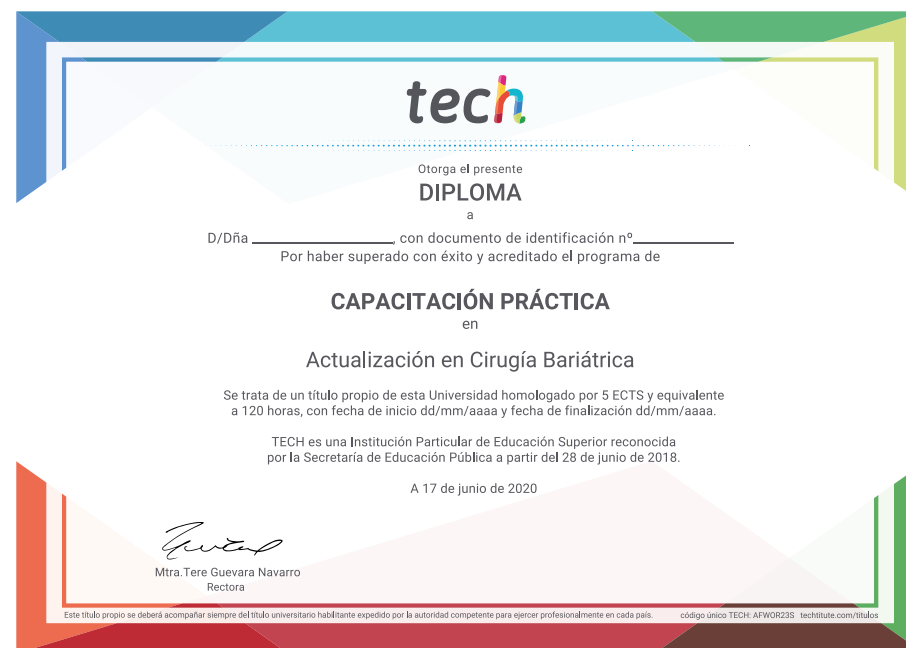 tech
Otorga el presente
DIPLOMA
a
D/Dña ____________________, con documento de identificación nº______________
Por haber superado con éxito y acreditado el programa de
CAPACITACIÓN PRÁCTICA
en
Actualización en Cirugía Bariátrica
Se trata de un título propio de esta Universidad homologado por 5 ECTS y equivalente
a 120 horas, con fecha de inicio dd/mm/aaaa y fecha de finalización dd/mm/aaaa.
TECH es una Institución Particular de Educación Superior reconocida
por la Secretaría de Educación Pública a partir del 28 de junio de 2018.
A 17 de junio de 2020
Mtra.Tere Guevara Navarro
Rectora
Este título propio se deberá acompañar siempre del título universitario habilitante expedido por la autoridad competente para ejercer profesionalmente en cada país. código único TECH: AFWOR23S techtitute.com/titulos